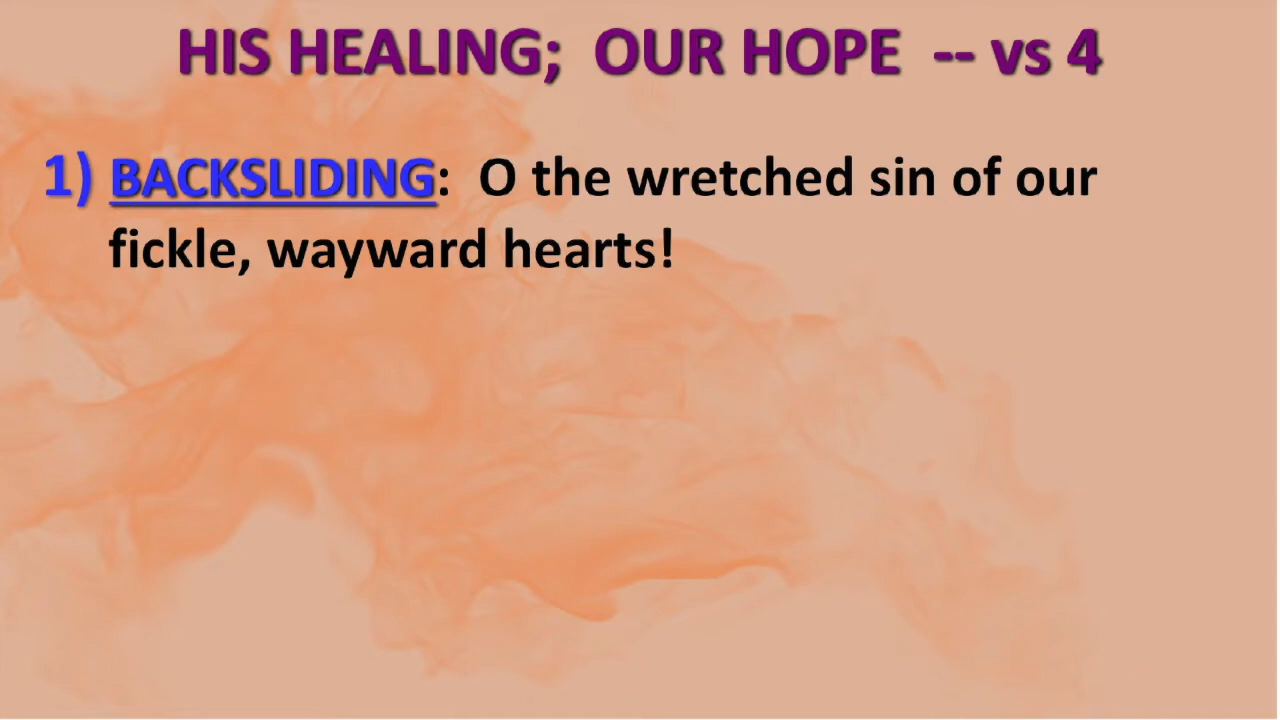 HIS HEALING;  OUR HOPE  -- vs 4
1) BACKSLIDING:  O the wretched sin of our
fickle, wayward hearts!